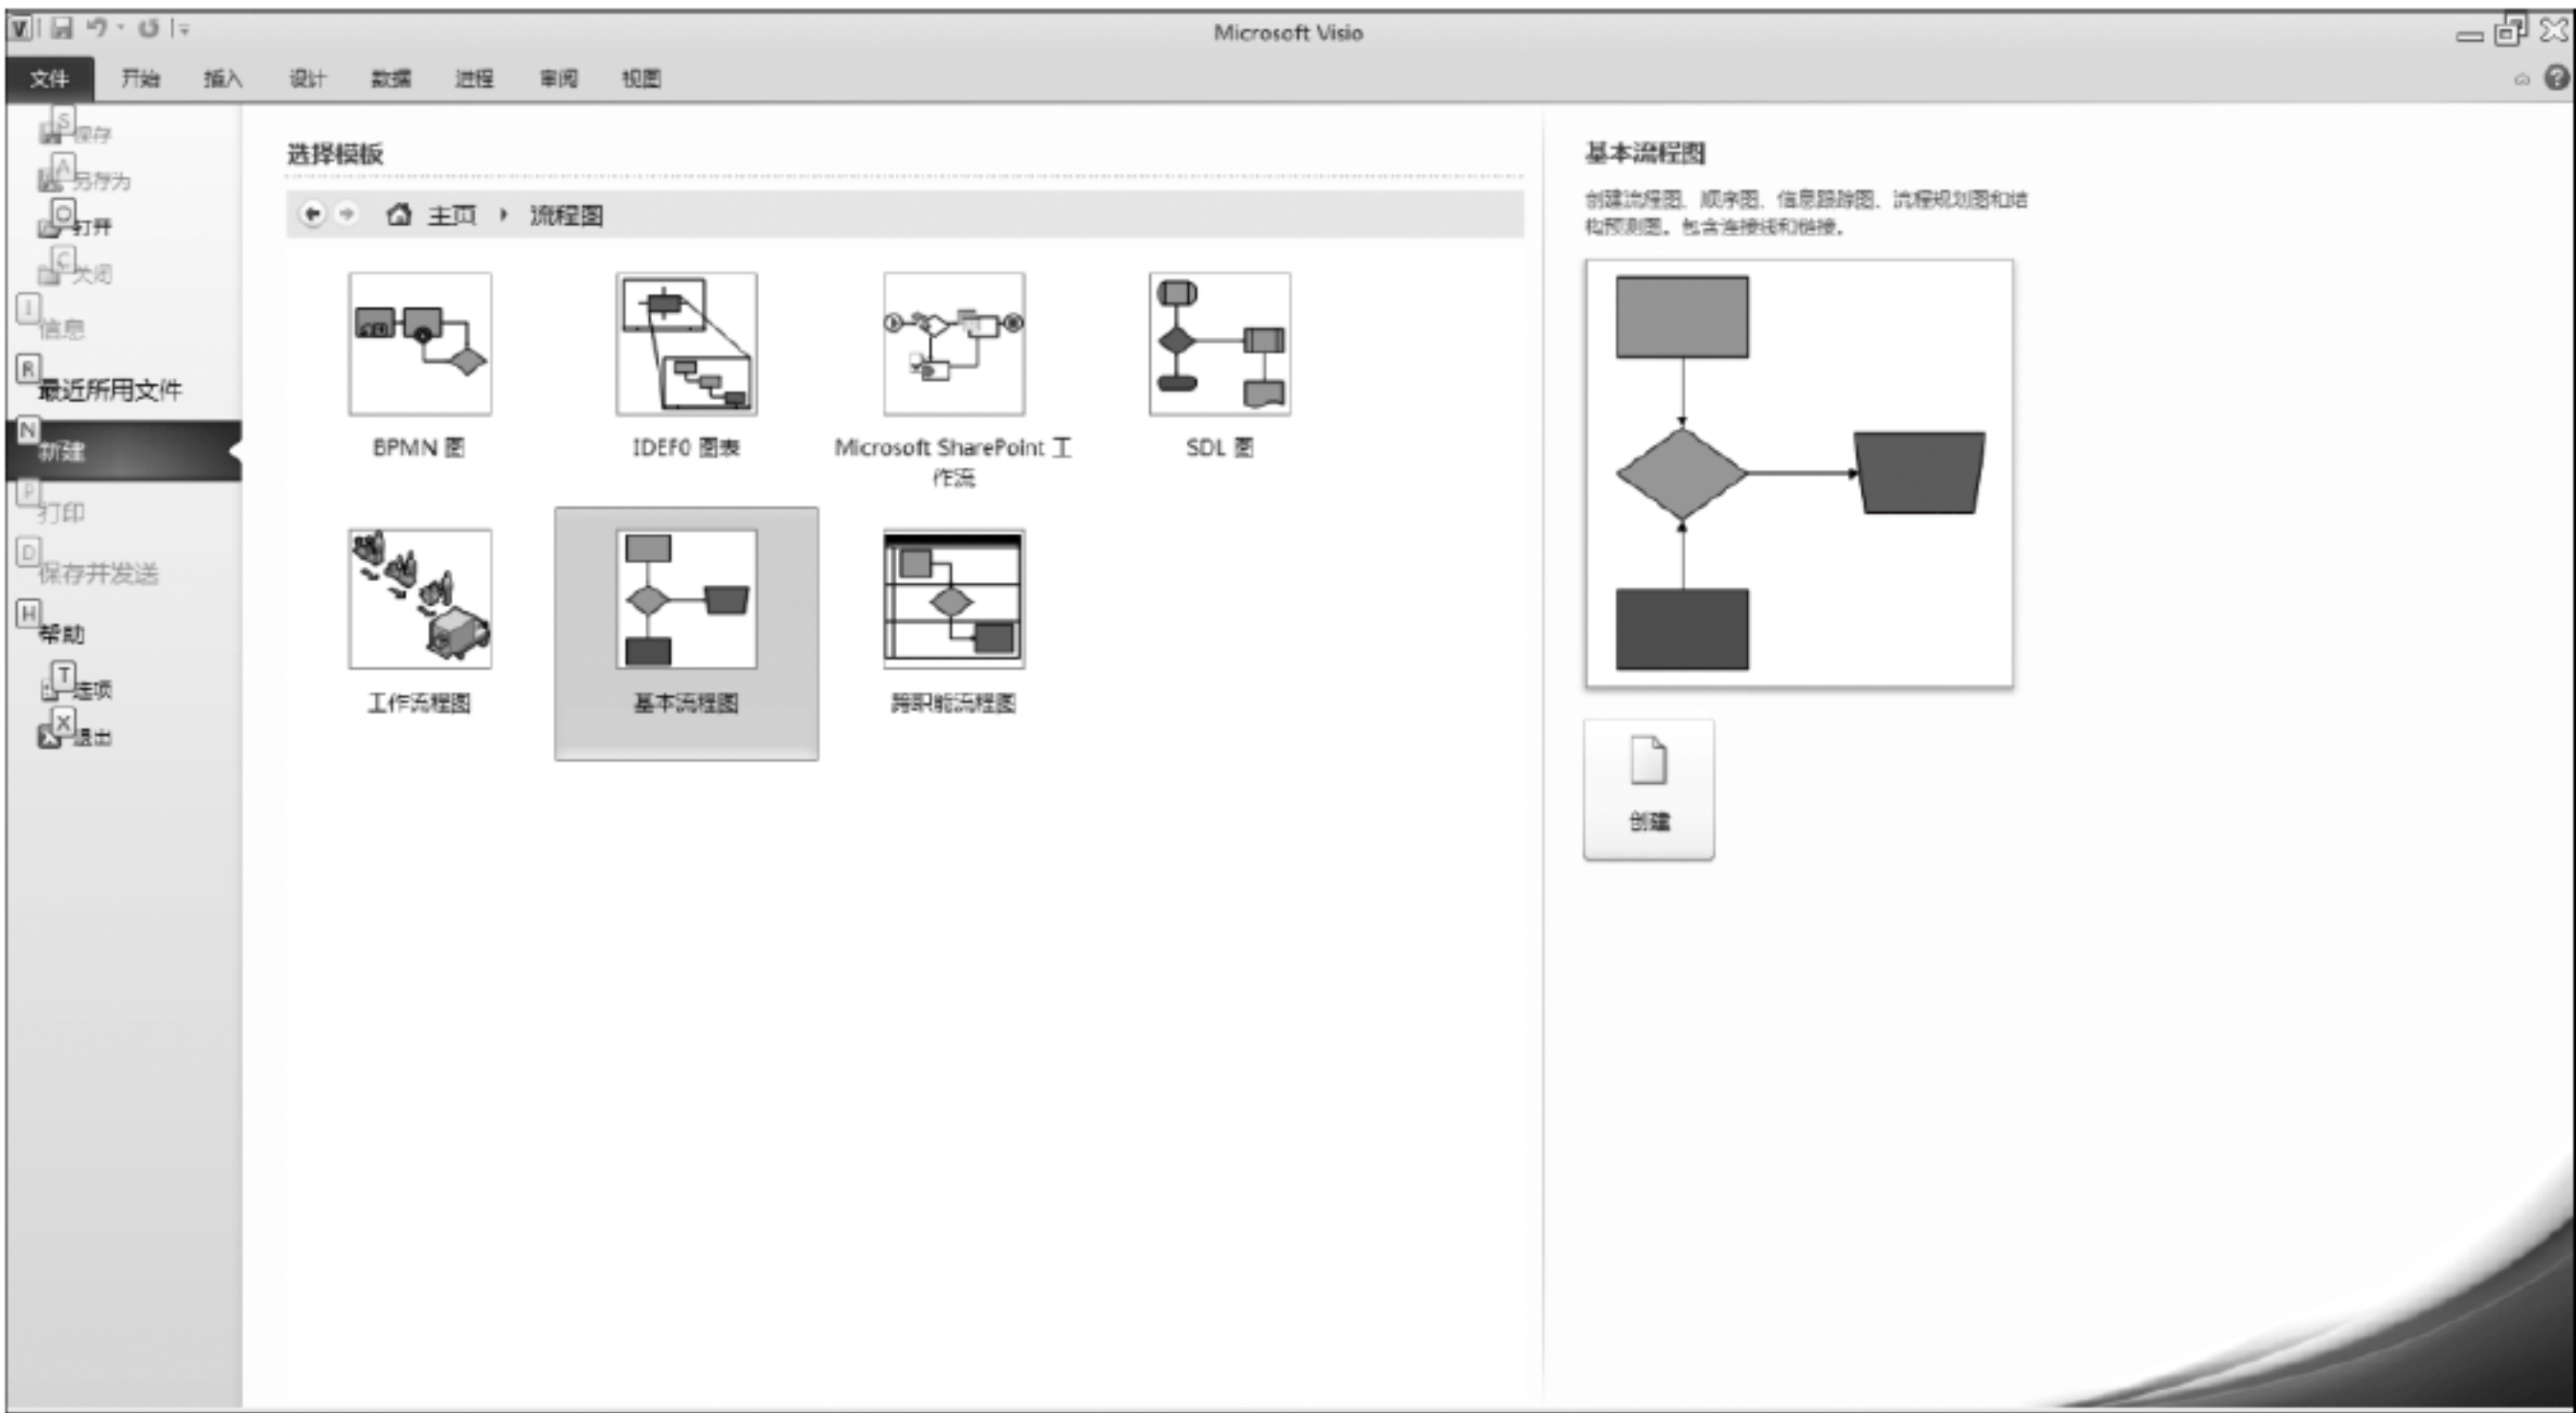 Microsoft Visio
文件 开始 插入 设计 数据 进程 审阅 视图
S 保存
A 另存为
O 打开
C 关闭
I 信息
R 最近所用文件
N 新建
P 打印
D 保存并发送
H 帮助
T 选项
X 退出
选择模板
主页 流程图
BPMN 图
IDEF0 图表
Microsoft SharePoint 工
作流
SDL 图
工作流程图
基本流程图
跨职能流程图
基本流程图
创建流程图、顺序图、信息跟踪图、流程规划图和结
构预测图。包含连接线和链接。
创建